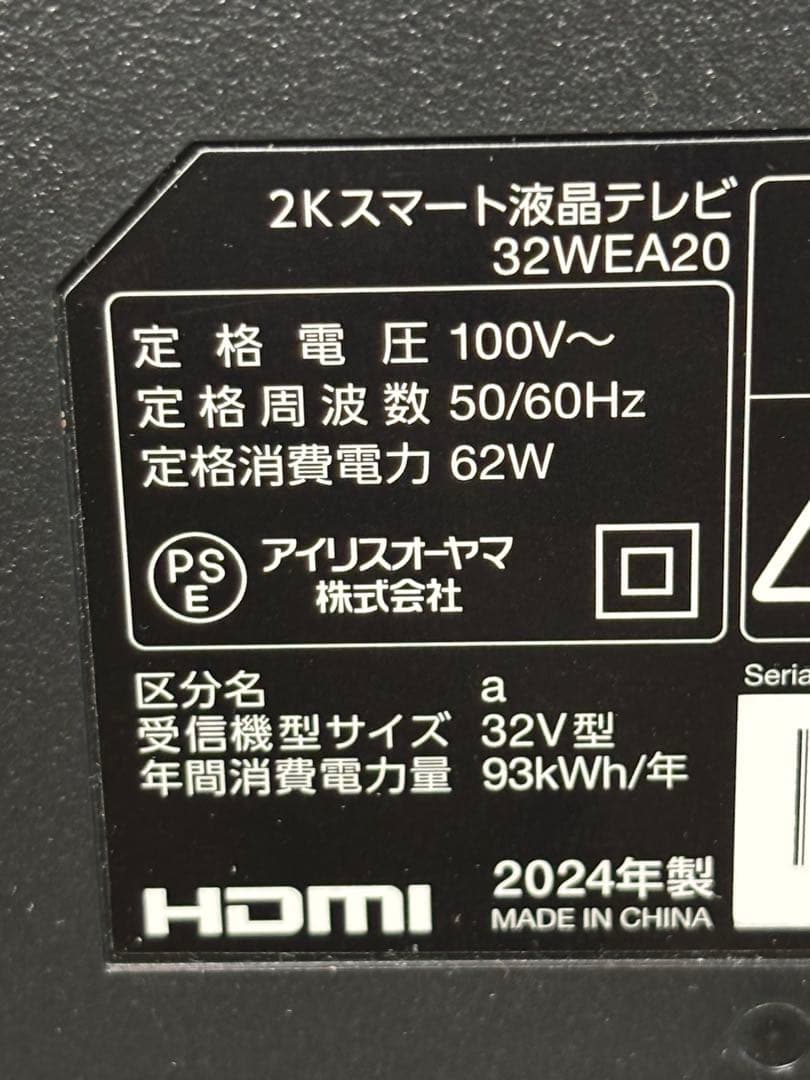 2Kスマート液晶テレビ
32WEA20
定格電圧 100V〜
定格周波数 50/60Hz
定格消費電力 62W
PSE
アイリスオーヤマ
株式会社
区分名 a
受信機型サイズ 32V型
年間消費電力量 93kWh/年
HDMI
2024年製
MADE IN CHINA
Seria